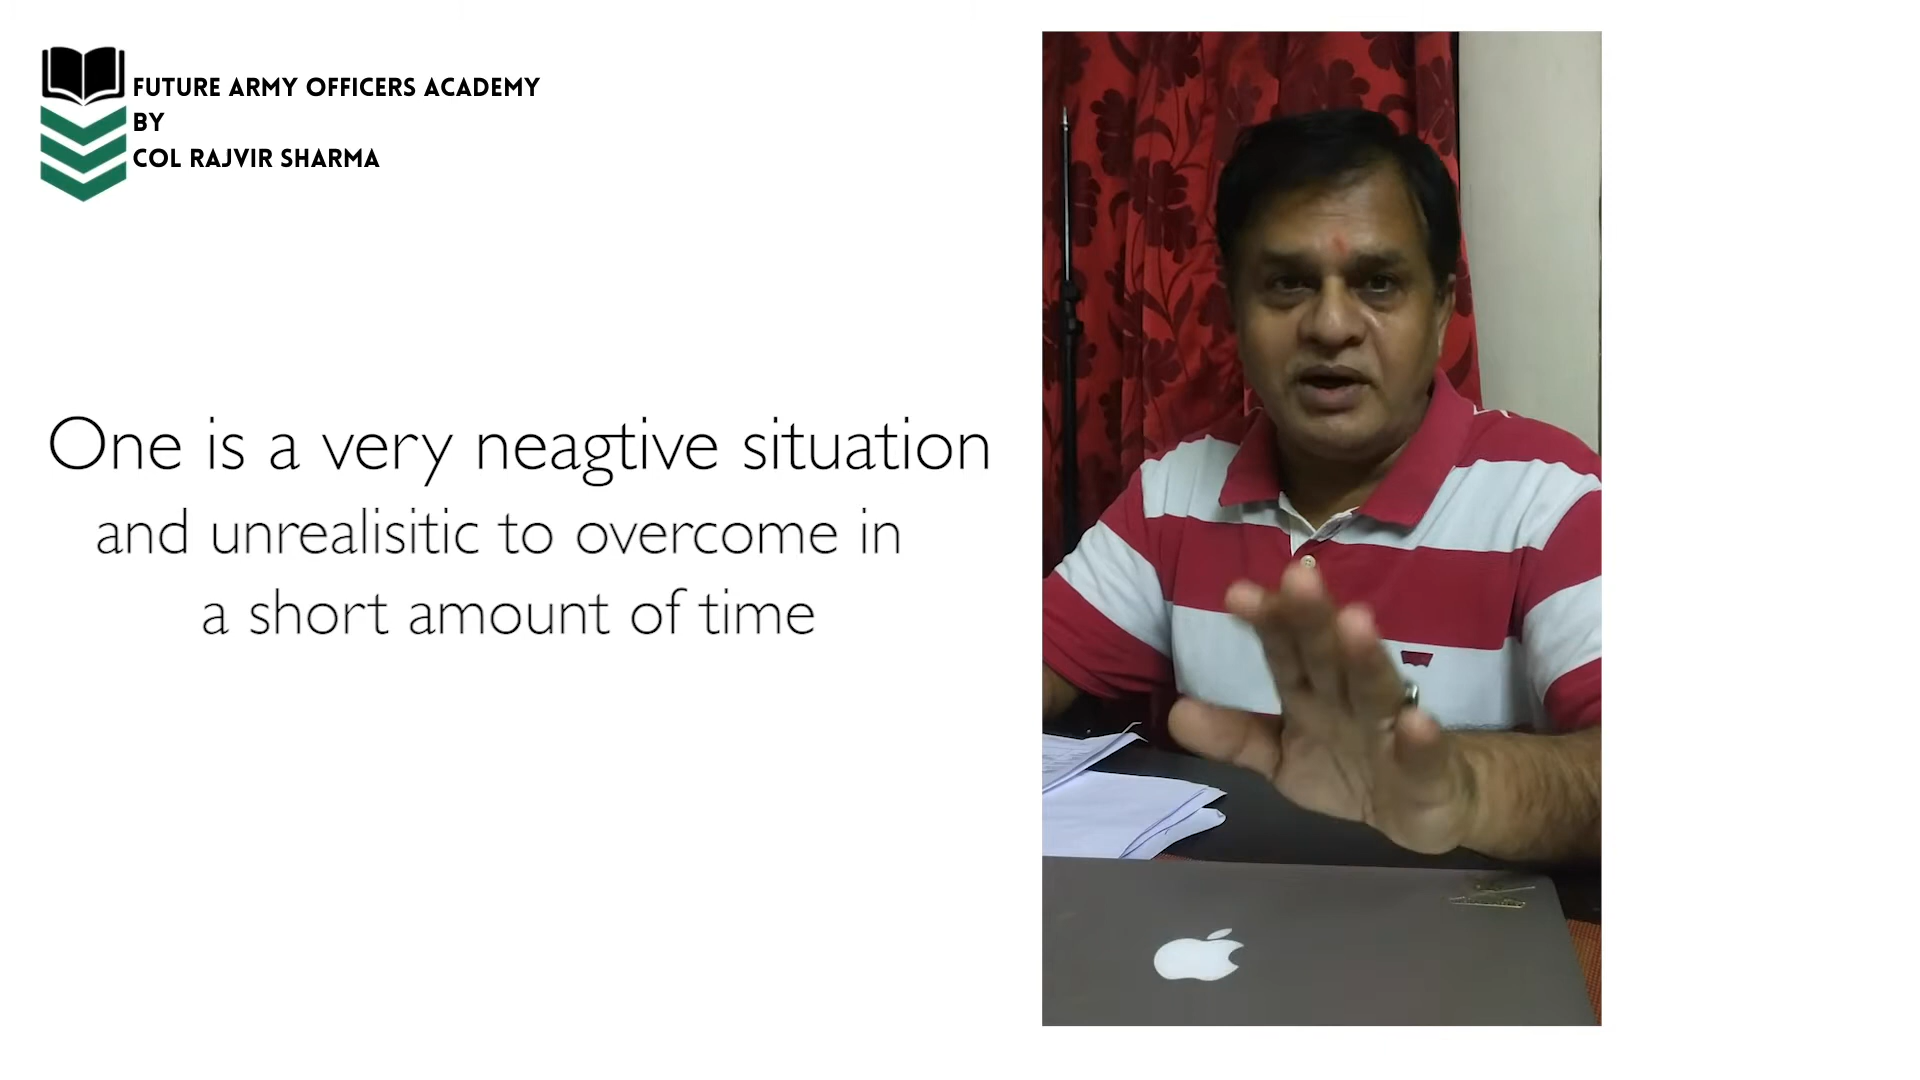 FUTURE ARMY OFFICERS ACADEMY
BY
COL RAJVIR SHARMA
One is a very neagtive situation
and unrealisitic to overcome in
a short amount of time